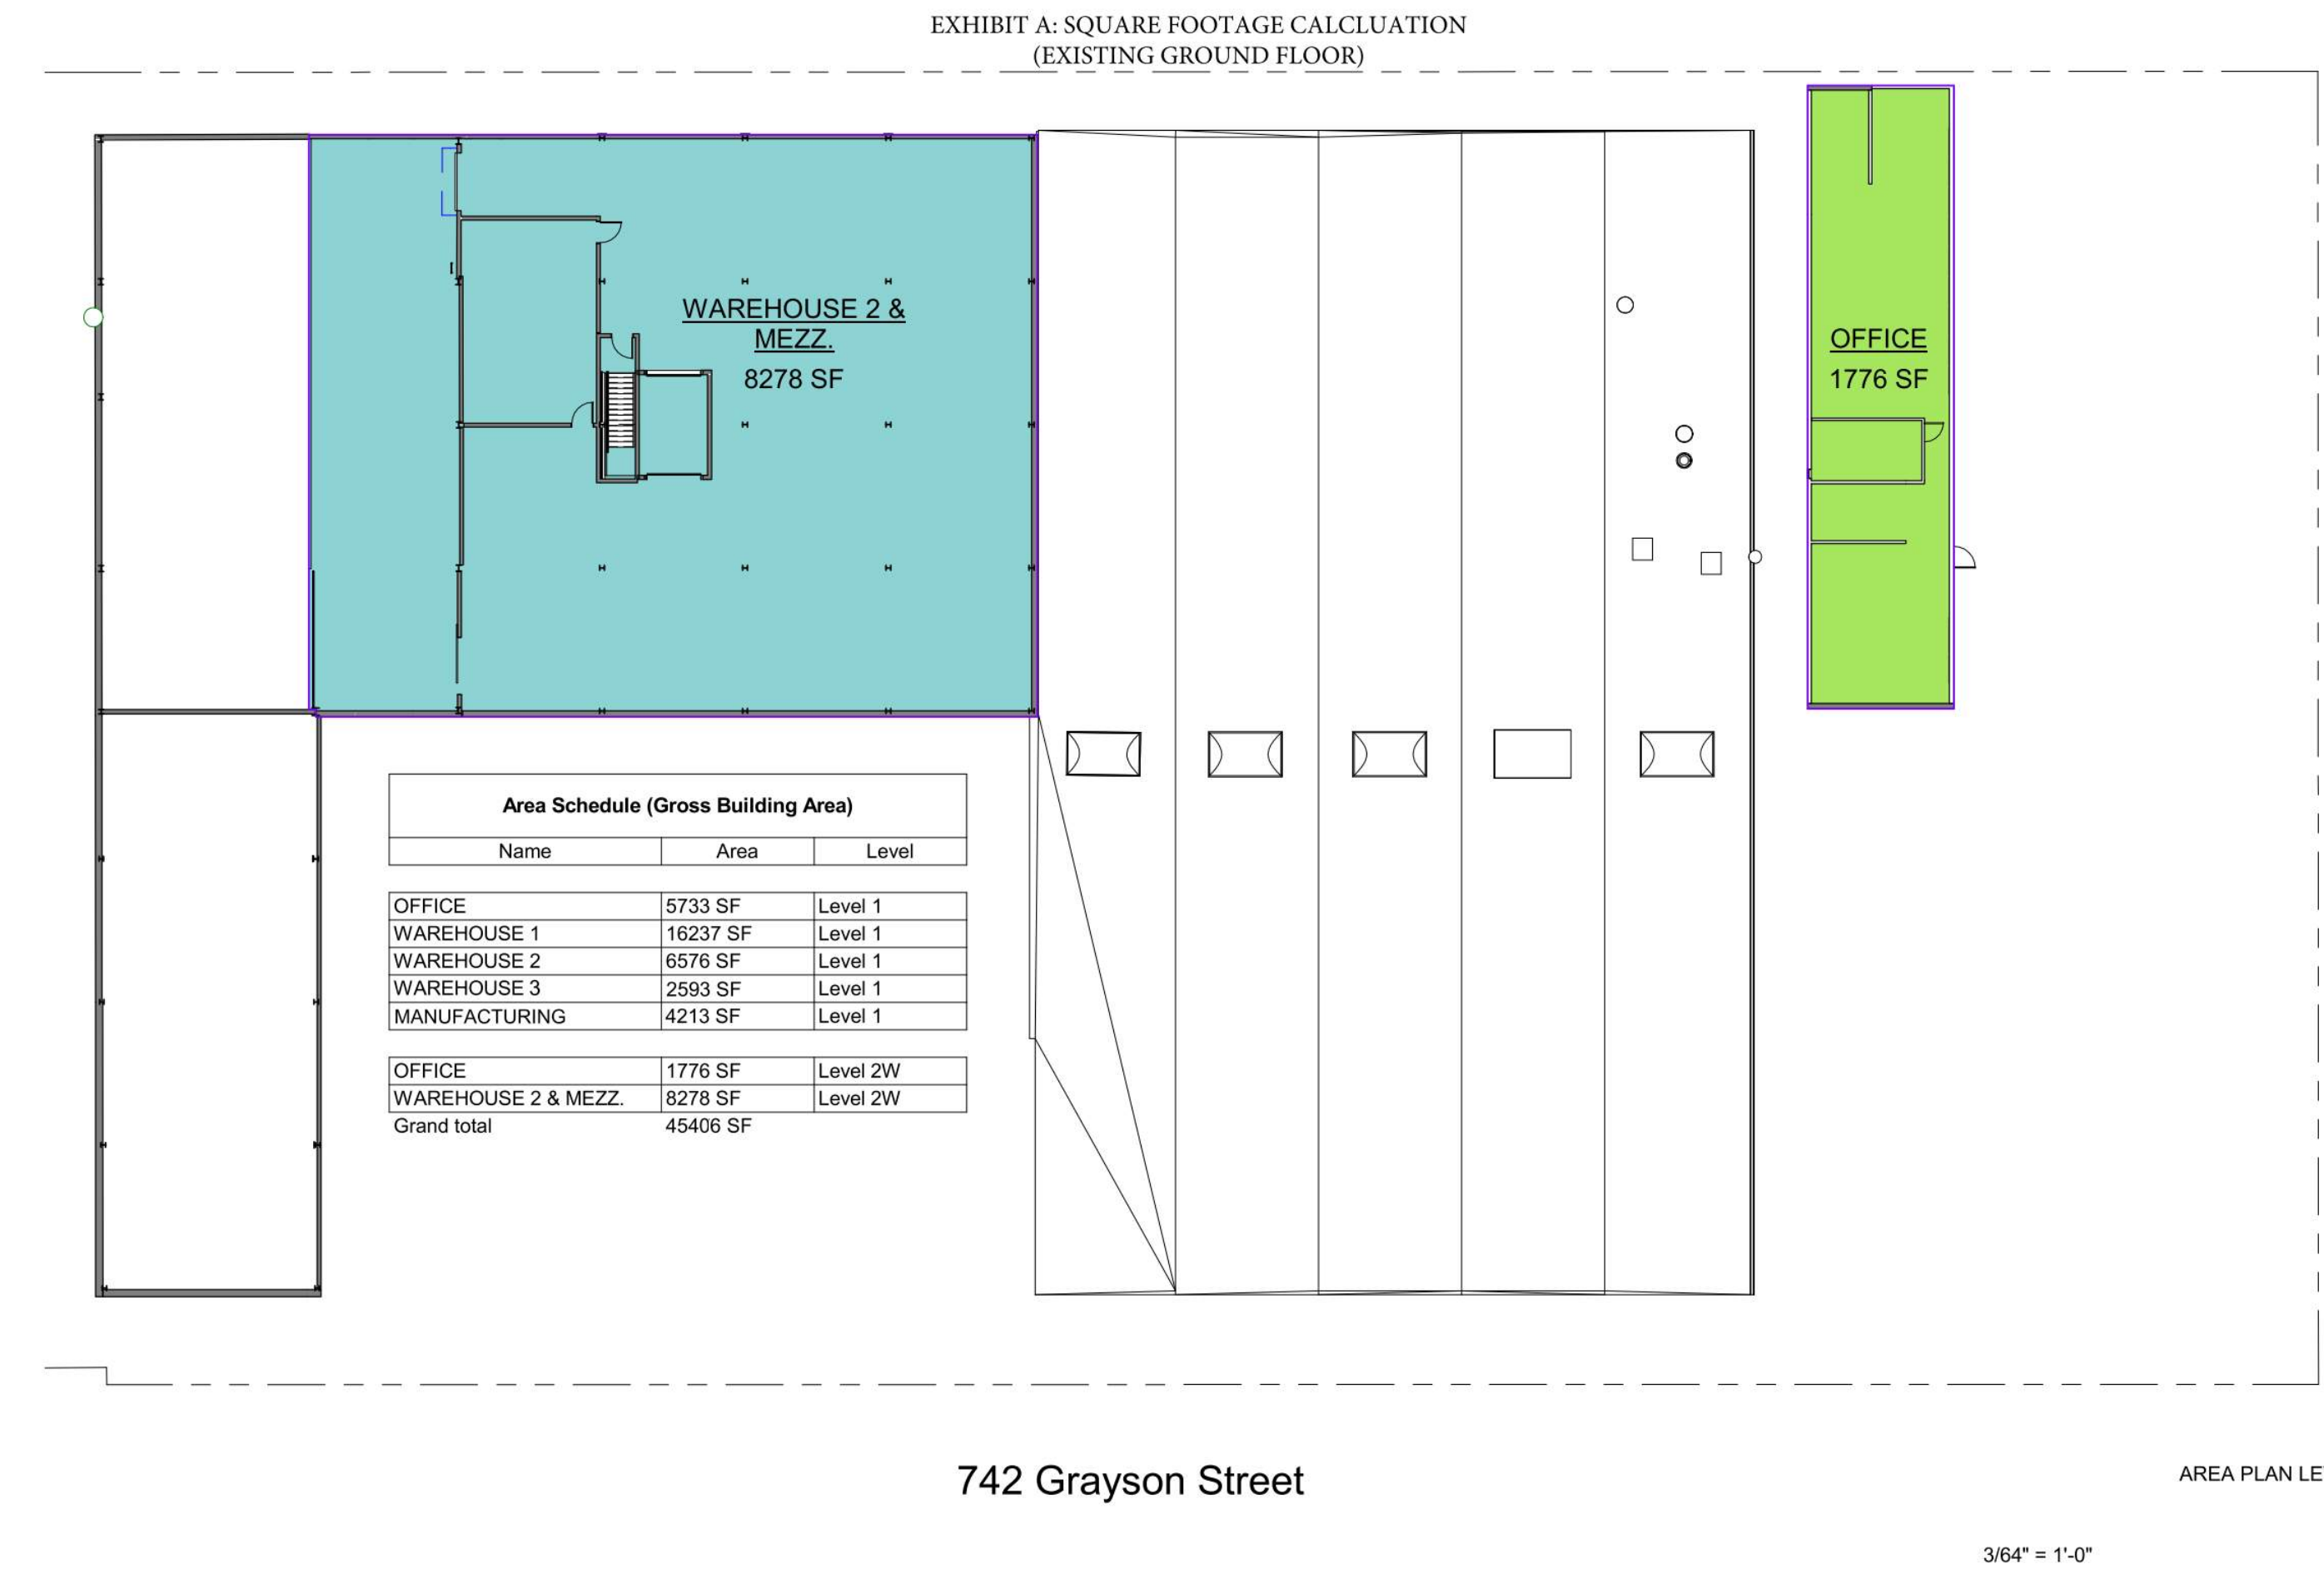 EXHIBIT A: SQUARE FOOTAGE CALCLUATION
(EXISTING GROUND FLOOR)
WAREHOUSE 2 &
MEZZ.
8278 SF
OFFICE
1776 SF
Area Schedule (Gross Building Area)
Name Area Level
OFFICE 5733 SF Level 1
WAREHOUSE 1 16237 SF Level 1
WAREHOUSE 2 6576 SF Level 1
WAREHOUSE 3 2593 SF Level 1
MANUFACTURING 4213 SF Level 1
OFFICE 1776 SF Level 2W
WAREHOUSE 2 & MEZZ. 8278 SF Level 2W
Grand total 45406 SF
742 Grayson Street
AREA PLAN LE
3/64" = 1'-0"